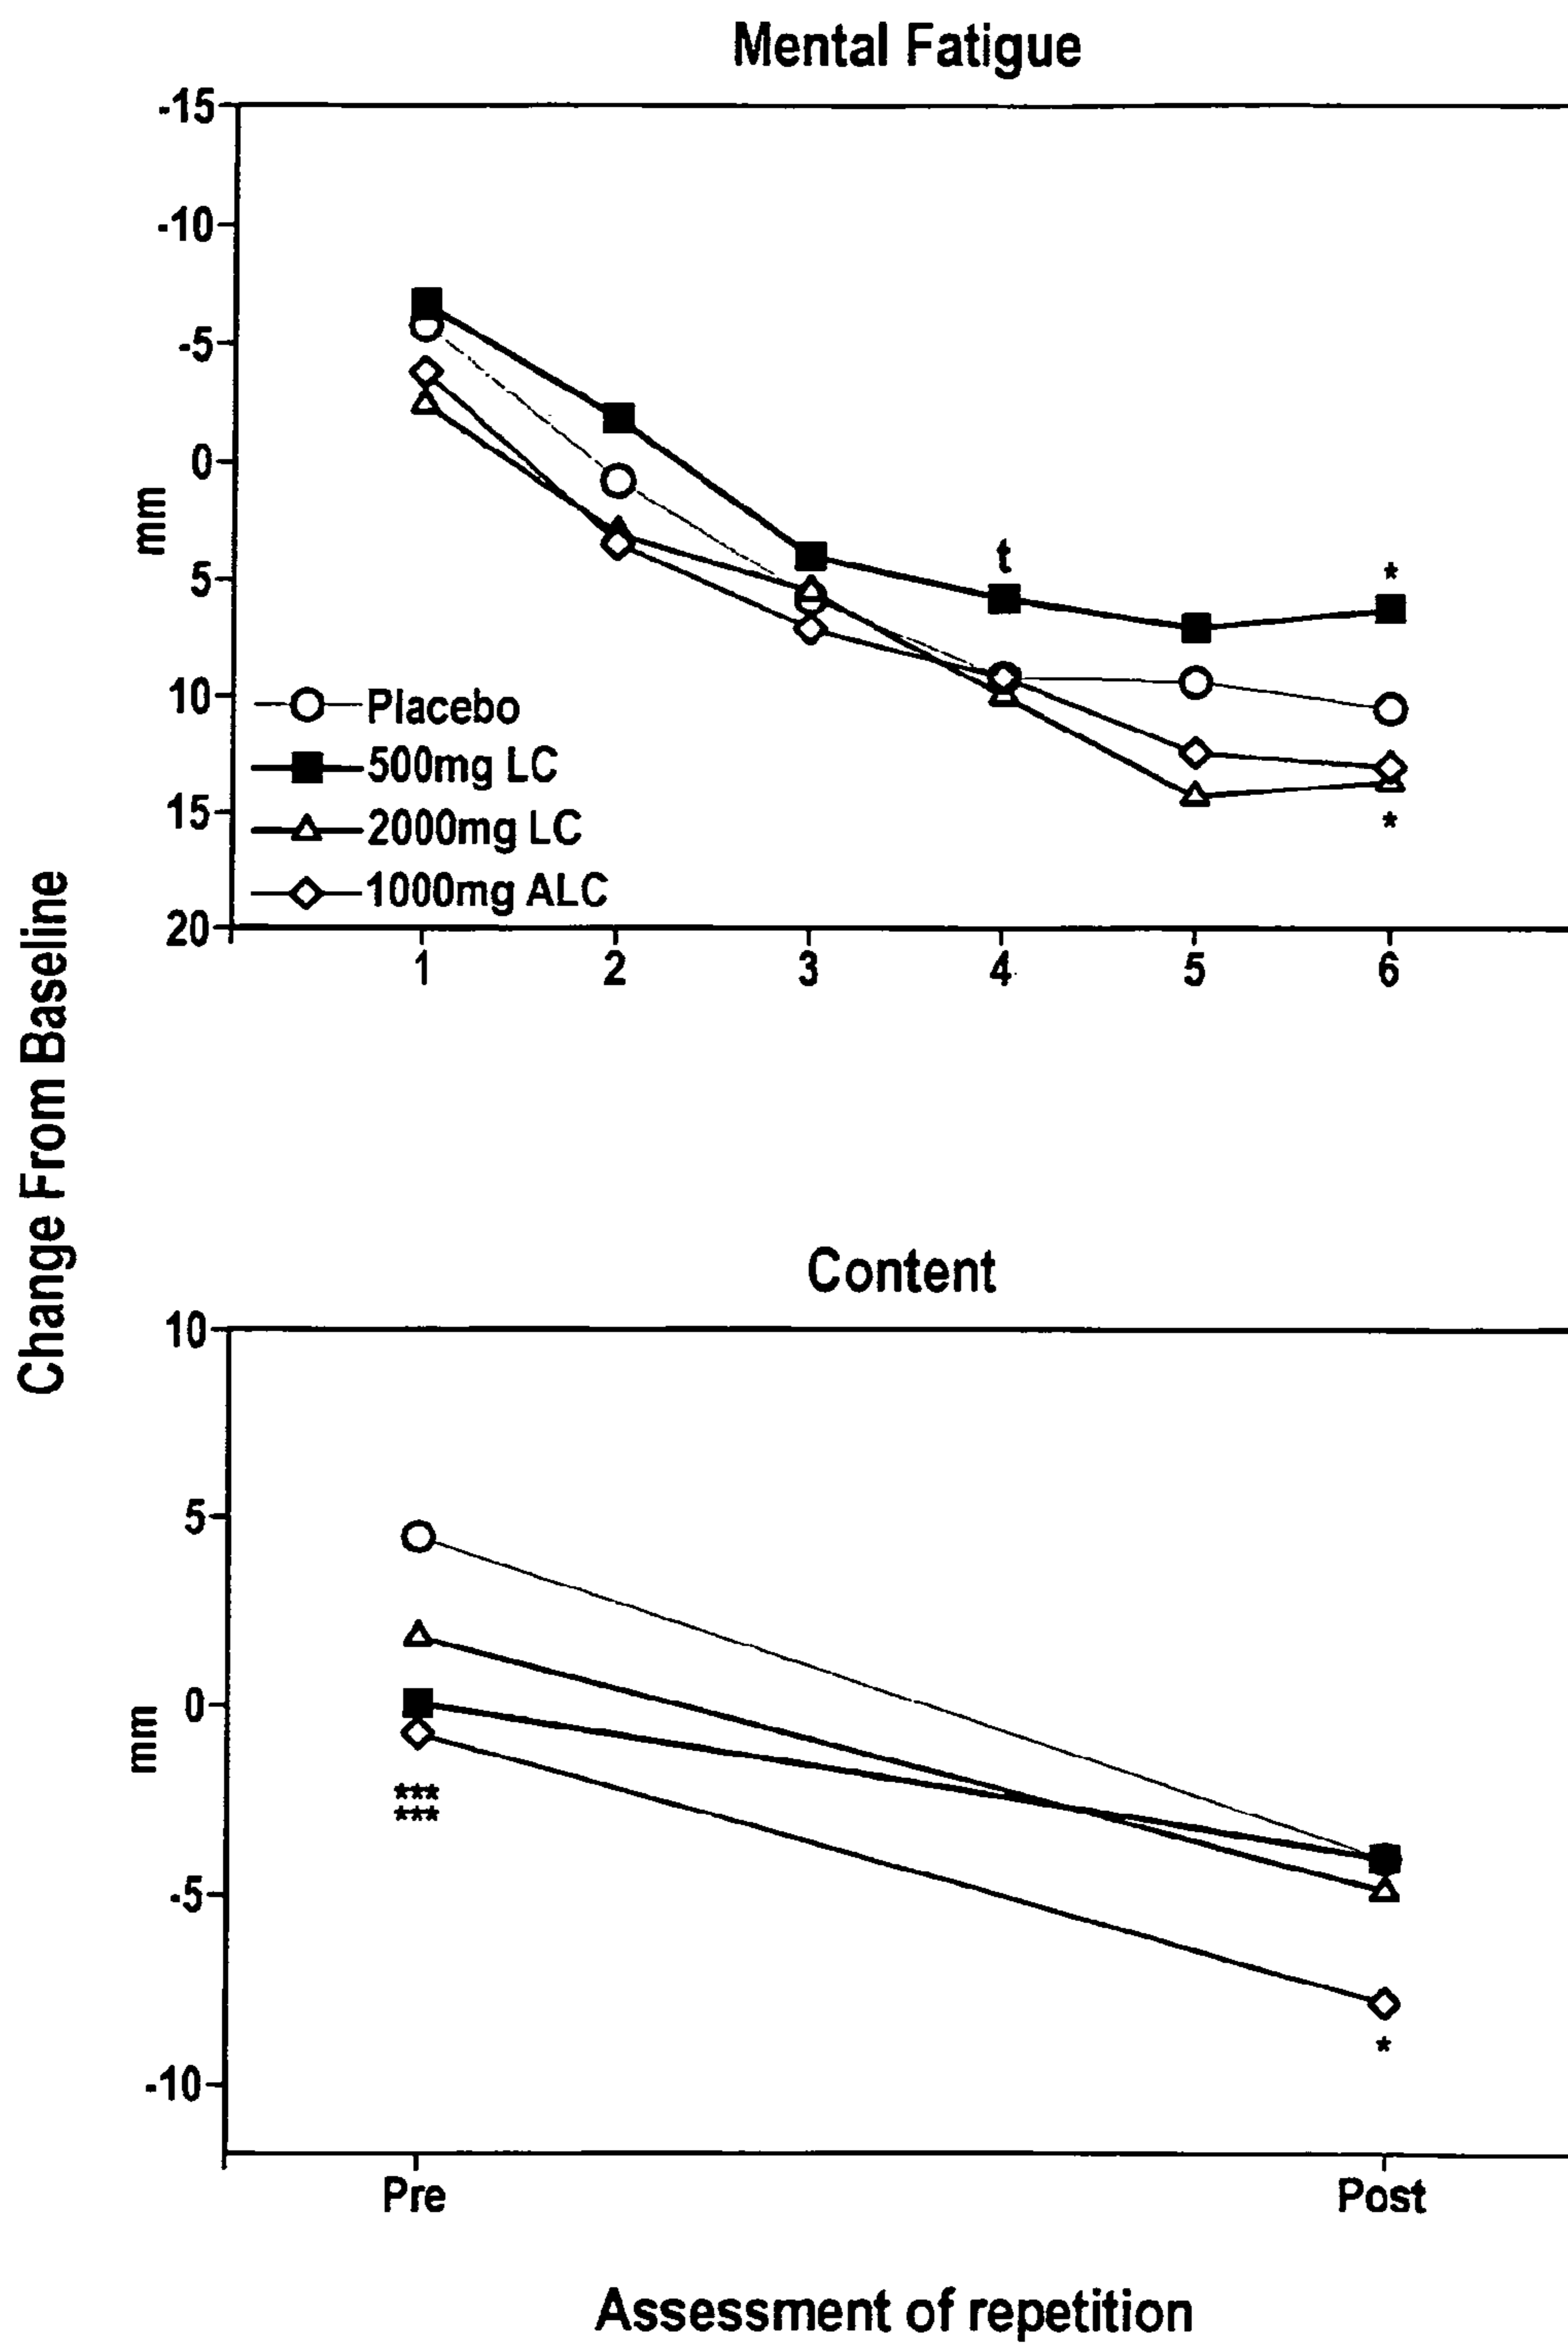 Mental Fatigue
-15
-10
-5
0
5
10
15
20
mm
t
*
*
Placebo
500mg LC
2000mg LC
1000mg ALC
1 2 3 4 5 6
Change From Baseline
Content
10
5
0
-5
-10
mm
***
***
*
Pre Post
Assessment of repetition